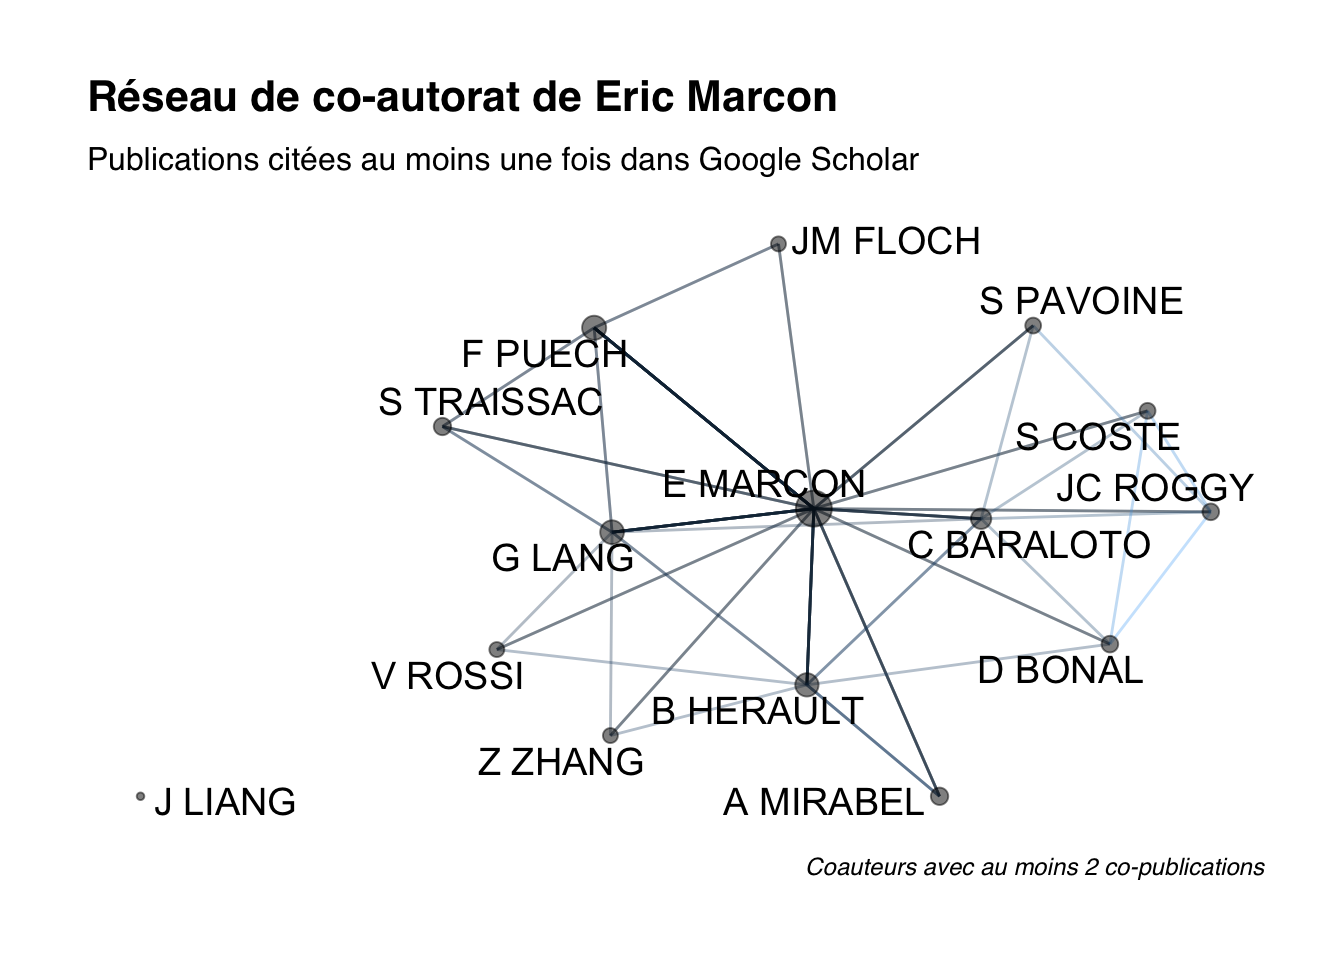 Réseau de co-autorat de Eric Marcon
Publications citées au moins une fois dans Google Scholar
JM FLOCH
S PAVOINE
F PUECH
S TRAISSAC
S COSTE
E MARCON
JC ROGGY
G LANG
C BARALOTO
V ROSSI
D BONAL
B HERAULT
Z ZHANG
J LIANG
A MIRABEL
Coauteurs avec au moins 2 co-publications